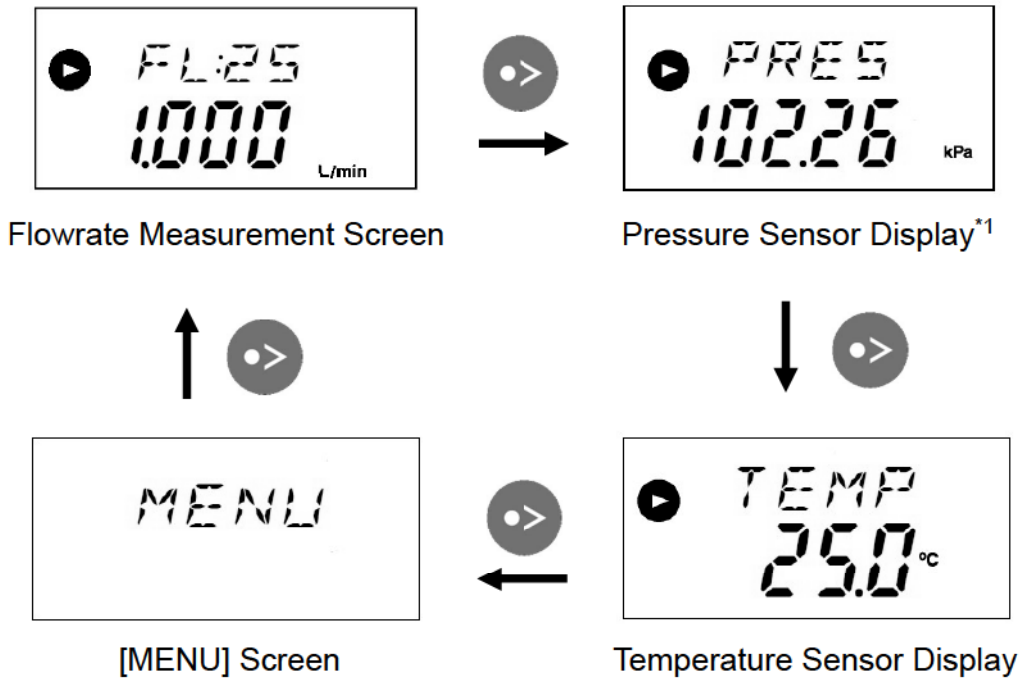 FL:25
1.000 L/min
Flowrate Measurement Screen
PRES
102.26 kPa
Pressure Sensor Display*1
MENU
[MENU] Screen
TEMP
25.0 °C
Temperature Sensor Display